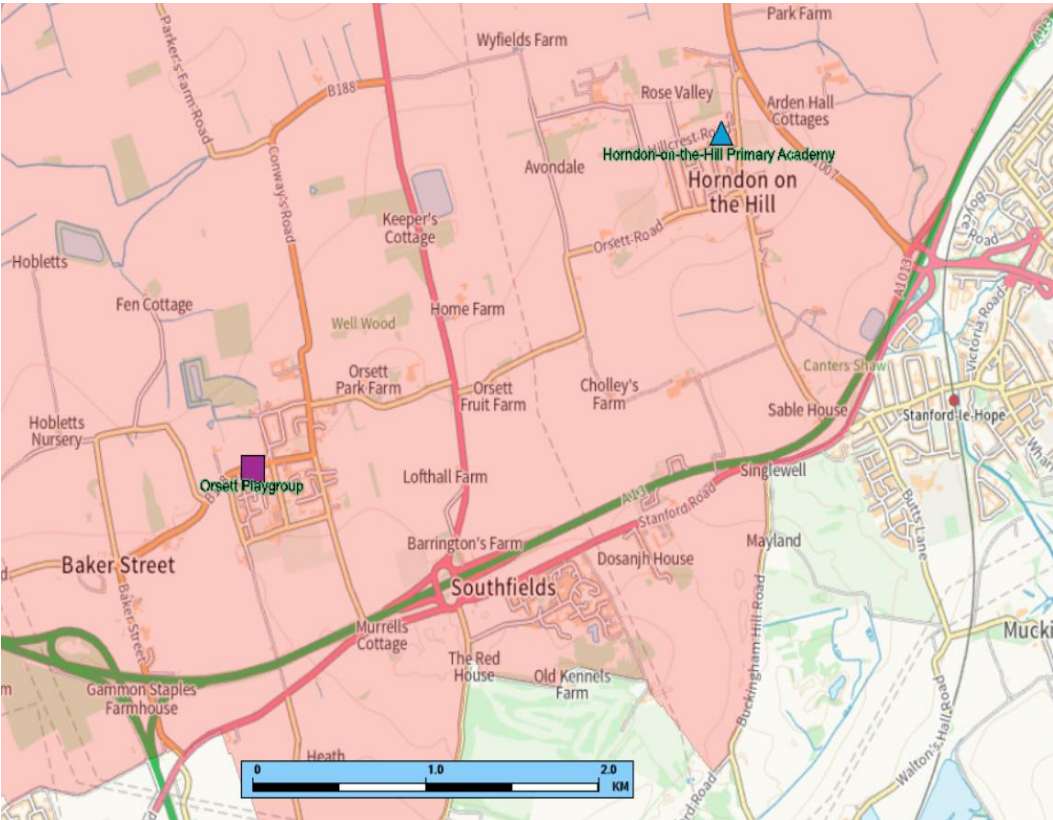 Park Farm
Wyfields Farm
Parker's Farm Road
B188
Rose Valley
Arden Hall
Cottages
Hillcrest Road
Horndon-on-the-Hill Primary Academy
Avondale
Horndon on
the Hill
Conway's Road
Keeper's
Cottage
Orsett Road
Boyce
Road
Hobletts
A1013
Fen Cottage
Home Farm
Well Wood
Victoria Road
Canters Shaw
Orsett
Park Farm
Orsett
Fruit Farm
Cholley's
Farm
Sable House
Stanford-le-Hope
Hobletts
Nursery
Orsett Playgroup
Lofthall Farm
Singlewell
A13
Stanford Road
Butts Lane
Barrington's Farm
Mayland
Baker Street
Dosanjh House
Southfields
Baker Street
Murrells
Cottage
Buckingham Hill Road
Mucki
The Red
House
Old Kennels
Farm
Gammon Staples
Farmhouse
Walton's Hall Road
Heath
0 1.0 2.0
KM